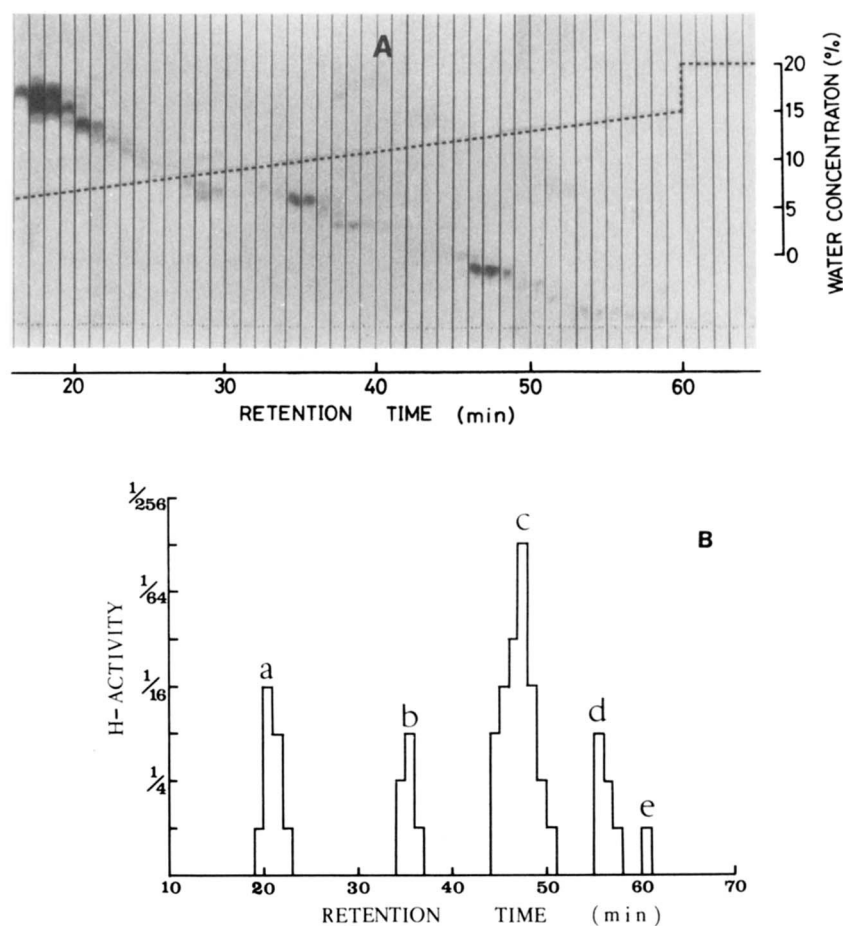 A
20
15
10
5
0
WATER CONCENTRATON (%)
20 30 40 50 60
RETENTION TIME (min)
B
1/256
1/64
1/16
1/4
H-ACTIVITY
a
b
c
d
e
10 20 30 40 50 60 70
RETENTION TIME (min)